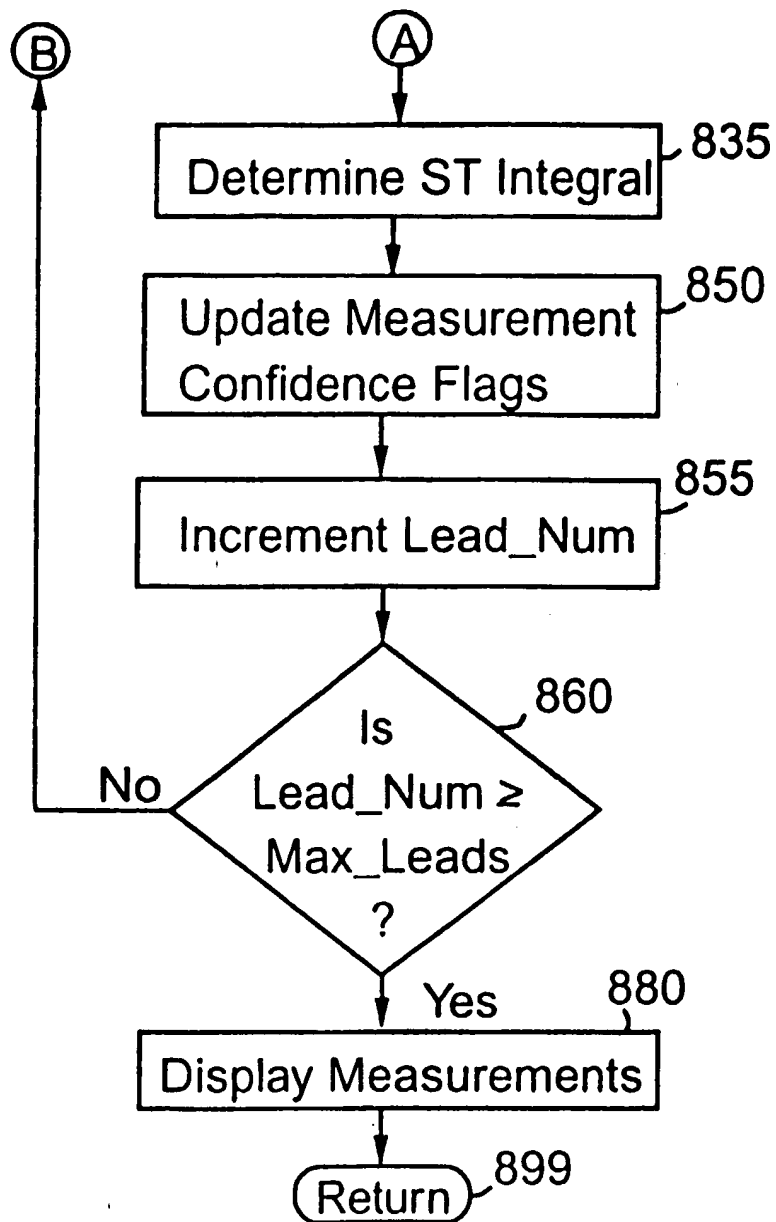 B
A
835
Determine ST Integral
850
Update Measurement
Confidence Flags
855
Increment Lead_Num
860
Is
Lead_Num ≥
Max_Leads
?
No
Yes
880
Display Measurements
899
Return